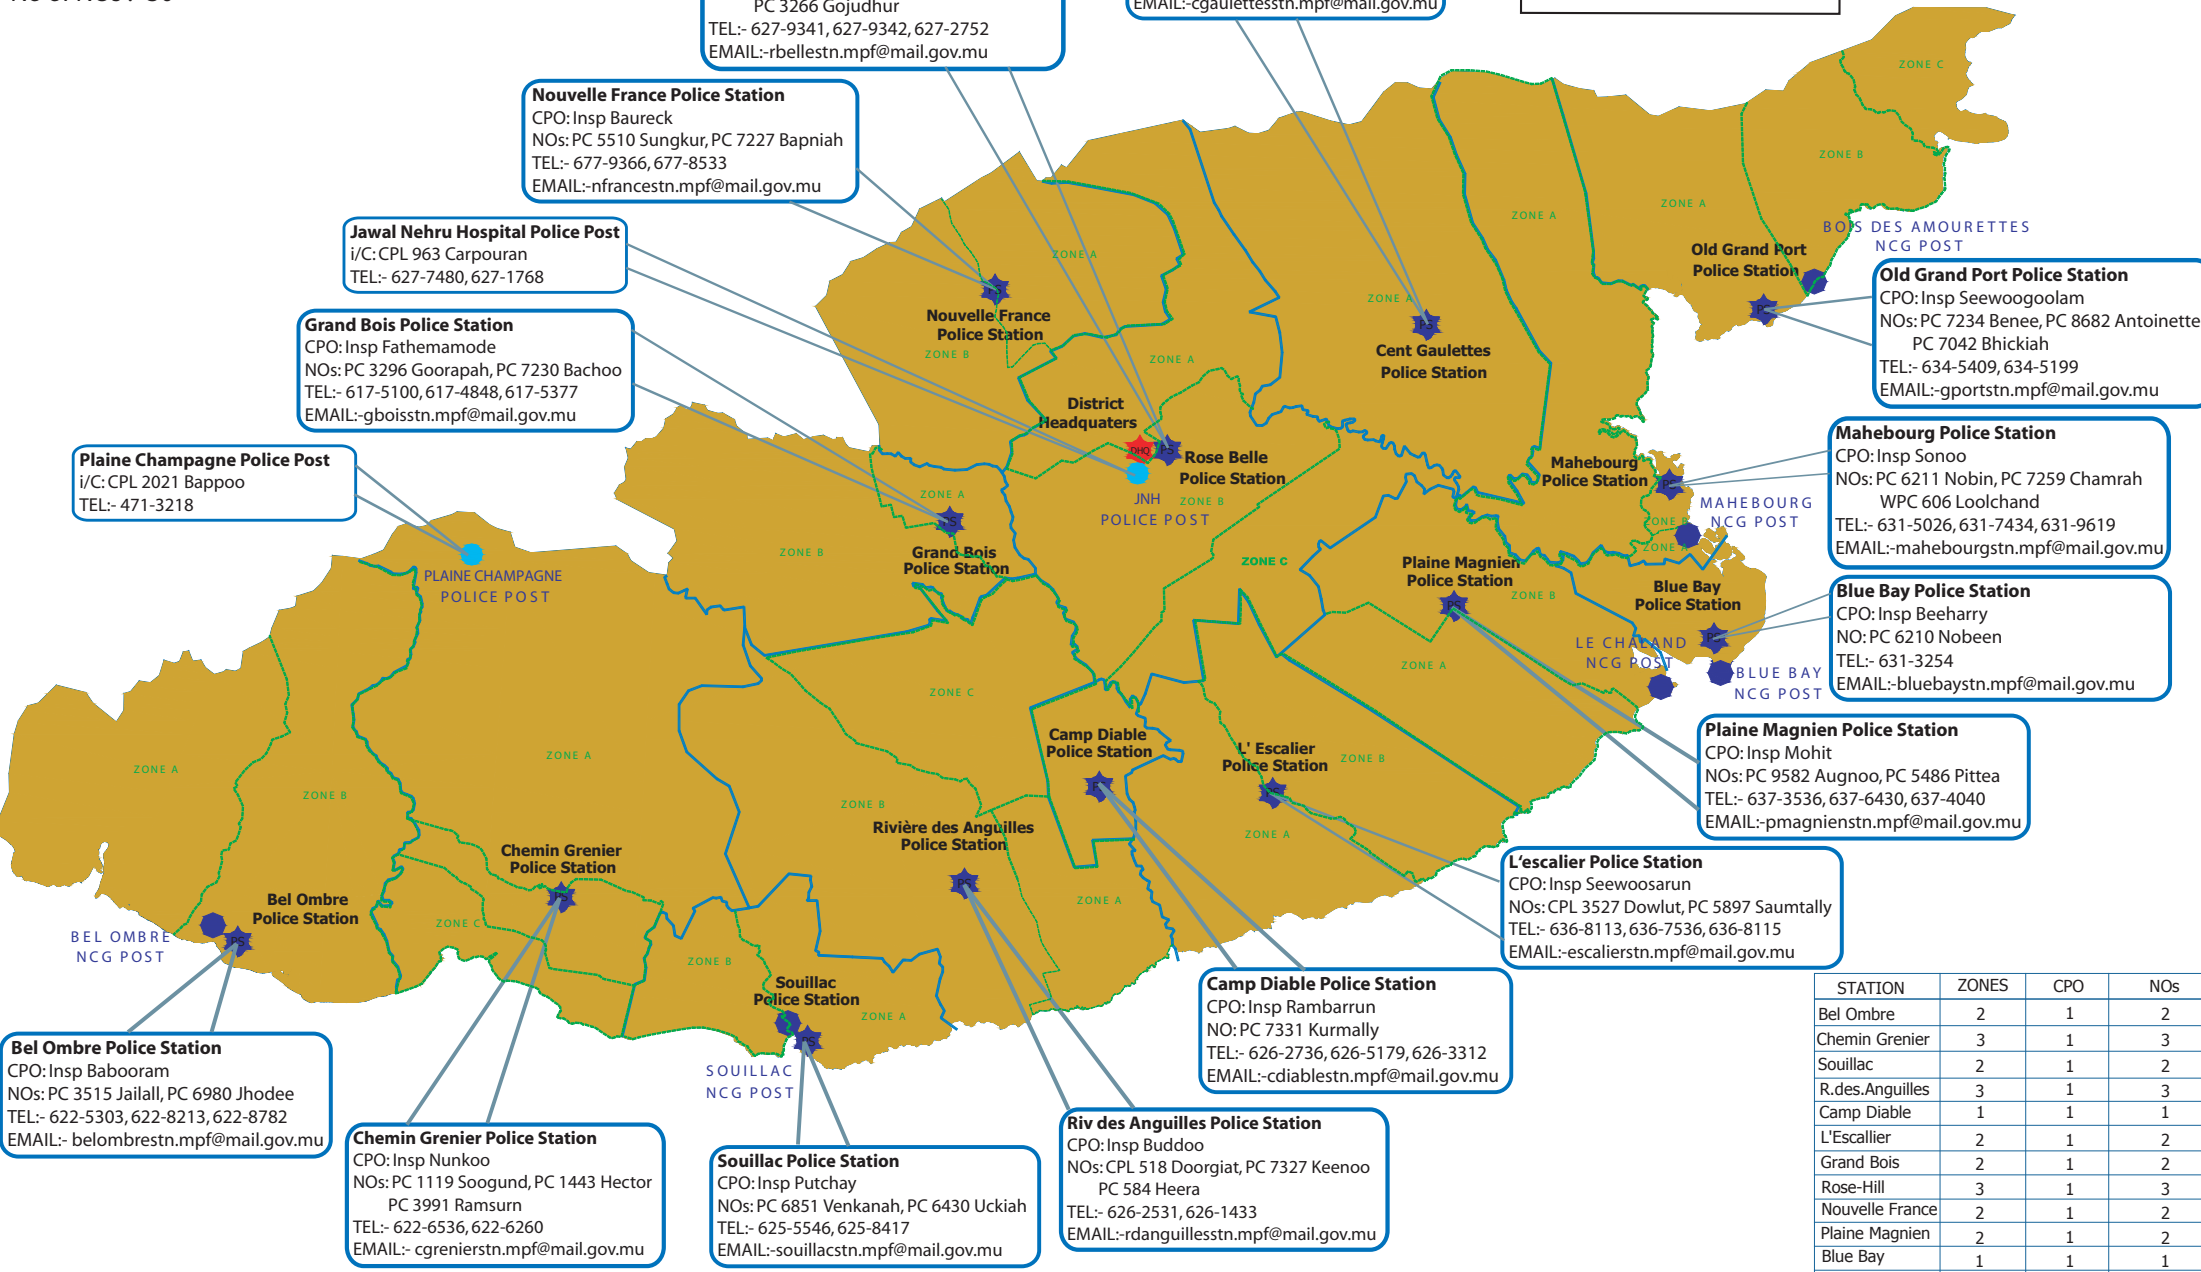 PC 3266 Gojudhur
TEL:- 627-9341, 627-9342, 627-2752
EMAIL:-rbellestn.mpf@mail.gov.mu
EMAIL:-cgaulettesstn.mpf@mail.gov.mu
Nouvelle France Police Station
CPO: Insp Baureck
NOs: PC 5510 Sungkur, PC 7227 Bapniah
TEL:- 677-9366, 677-8533
EMAIL:-nfrancestn.mpf@mail.gov.mu
Jawal Nehru Hospital Police Post
i/C: CPL 963 Carpouran
TEL:- 627-7480, 627-1768
Grand Bois Police Station
CPO: Insp Fathemamode
NOs: PC 3296 Goorapah, PC 7230 Bachoo
TEL:- 617-5100, 617-4848, 617-5377
EMAIL:-gboisstn.mpf@mail.gov.mu
Plaine Champagne Police Post
i/C: CPL 2021 Bappoo
TEL:- 471-3218
ZONE C
ZONE B
ZONE A
ZONE A
BOIS DES AMOURETTES
NCG POST
Old Grand Port
Police Station
PS
Old Grand Port Police Station
CPO: Insp Seewoogoolam
NOs: PC 7234 Benee, PC 8682 Antoinette
PC 7042 Bhickiah
TEL:- 634-5409, 634-5199
EMAIL:-gportstn.mpf@mail.gov.mu
ZONE A
PS
Nouvelle France
Police Station
ZONE B
ZONE A
ZONE A
PS
Cent Gaulettes
Police Station
District
Headquaters
DHQ
PS
Rose Belle
Police Station
JNH
POLICE POST
ZONE B
ZONE C
Mahebourg
Police Station
PS
MAHEBOURG
NCG POST
ZONE B
ZONE A
Mahebourg Police Station
CPO: Insp Sonoo
NOs: PC 6211 Nobin, PC 7259 Chamrah
WPC 606 Loolchand
TEL:- 631-5026, 631-7434, 631-9619
EMAIL:-mahebourgstn.mpf@mail.gov.mu
ZONE A
PS
Grand Bois
Police Station
ZONE B
PLAINE CHAMPAGNE
POLICE POST
Plaine Magnien
Police Station
PS
ZONE B
ZONE A
Blue Bay
Police Station
PS
LE CHALAND
NCG POST
BLUE BAY
NCG POST
Blue Bay Police Station
CPO: Insp Beeharry
NO: PC 6210 Nobeen
TEL:- 631-3254
EMAIL:-bluebaystn.mpf@mail.gov.mu
Plaine Magnien Police Station
CPO: Insp Mohit
NOs: PC 9582 Augnoo, PC 5486 Pittea
TEL:- 637-3536, 637-6430, 637-4040
EMAIL:-pmagnienstn.mpf@mail.gov.mu
ZONE A
ZONE B
ZONE A
ZONE C
ZONE B
Camp Diable
Police Station
PS
L' Escalier
Police Station
PS
ZONE B
ZONE A
Rivière des Anguilles
Police Station
PS
ZONE A
Chemin Grenier
Police Station
PS
ZONE C
Bel Ombre
Police Station
PS
BEL OMBRE
NCG POST
ZONE B
Souillac
Police Station
PS
ZONE A
SOUILLAC
NCG POST
L‘escalier Police Station
CPO: Insp Seewoosarun
NOs: CPL 3527 Dowlut, PC 5897 Saumtally
TEL:- 636-8113, 636-7536, 636-8115
EMAIL:-escalierstn.mpf@mail.gov.mu
Camp Diable Police Station
CPO: Insp Rambarrun
NO: PC 7331 Kurmally
TEL:- 626-2736, 626-5179, 626-3312
EMAIL:-cdiablestn.mpf@mail.gov.mu
Bel Ombre Police Station
CPO: Insp Babooram
NOs: PC 3515 Jailall, PC 6980 Jhodee
TEL:- 622-5303, 622-8213, 622-8782
EMAIL:- belombrestn.mpf@mail.gov.mu
Chemin Grenier Police Station
CPO: Insp Nunkoo
NOs: PC 1119 Soogund, PC 1443 Hector
PC 3991 Ramsurn
TEL:- 622-6536, 622-6260
EMAIL:- cgrenierstn.mpf@mail.gov.mu
Souillac Police Station
CPO: Insp Putchay
NOs: PC 6851 Venkanah, PC 6430 Uckiah
TEL:- 625-5546, 625-8417
EMAIL:-souillacstn.mpf@mail.gov.mu
Riv des Anguilles Police Station
CPO: Insp Buddoo
NOs: CPL 518 Doorgiat, PC 7327 Keenoo
PC 584 Heera
TEL:- 626-2531, 626-1433
EMAIL:-rdanguillesstn.mpf@mail.gov.mu
STATION ZONES CPO NOs
Bel Ombre 2 1 2
Chemin Grenier 3 1 3
Souillac 2 1 2
R.des.Anguilles 3 1 3
Camp Diable 1 1 1
L'Escallier 2 1 2
Grand Bois 2 1 2
Rose-Hill 3 1 3
Nouvelle France 2 1 2
Plaine Magnien 2 1 2
Blue Bay 1 1 1